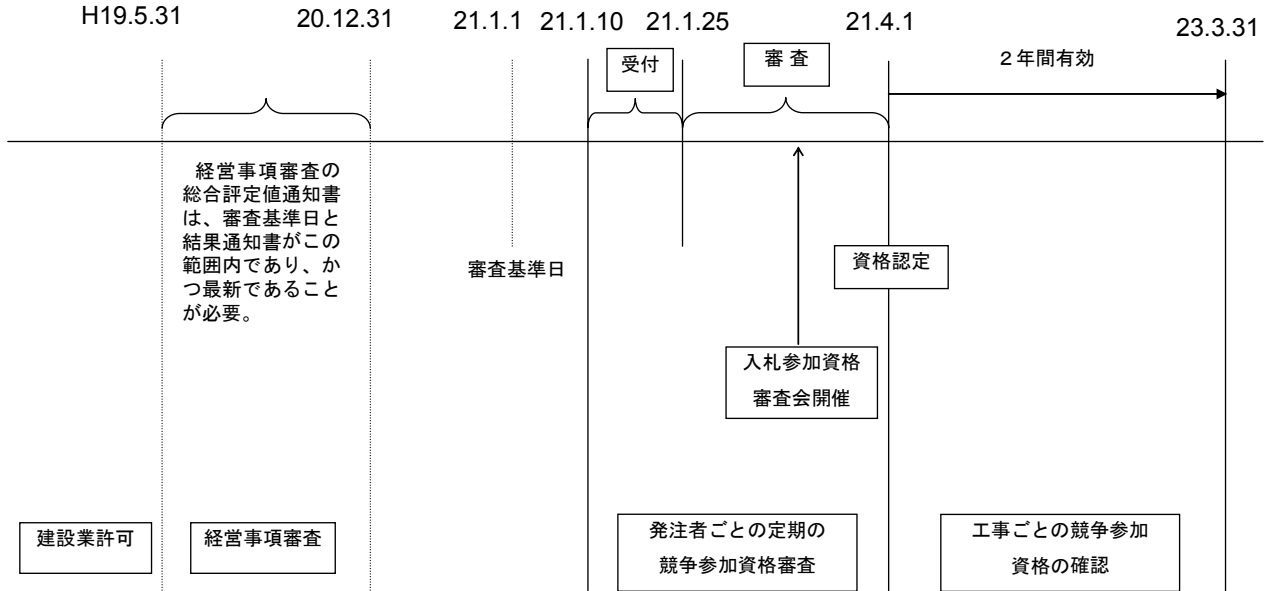 H19.5.31
20.12.31
21.1.1
21.1.10
21.1.25
21.4.1
23.3.31
受付
審 査
2年間有効
経営事項審査の
総合評定値通知書
は、審査基準日と
結果通知書がこの
範囲内であり、か
つ最新であること
が必要。
審査基準日
資格認定
入札参加資格
審査会開催
建設業許可
経営事項審査
発注者ごとの定期の
競争参加資格審査
工事ごとの競争参加
資格の確認